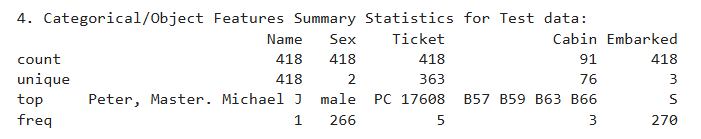 4. Categorical/Object Features Summary Statistics for Test data:
Name Sex Ticket Cabin Embarked
count 418 418 418 91 418
unique 418 2 363 76 3
top Peter, Master. Michael J male PC 17608 B57 B59 B63 B66 S
freq 1 266 5 3 270